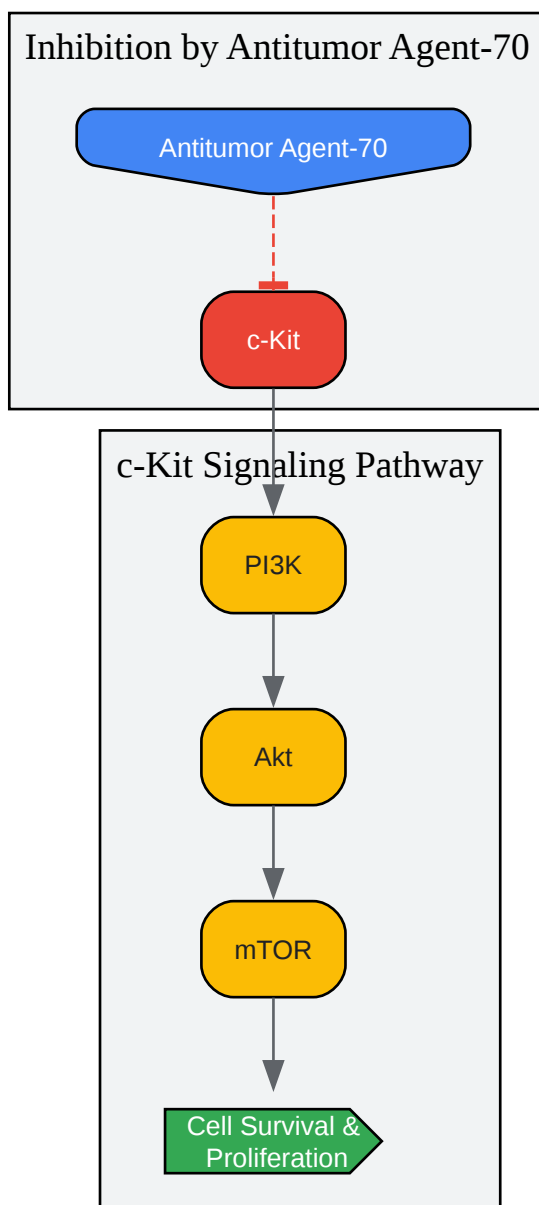 Inhibition by Antitumor Agent-70
Antitumor Agent-70
c-Kit
c-Kit Signaling Pathway
PI3K
Akt
mTOR
Cell Survival &
Proliferation